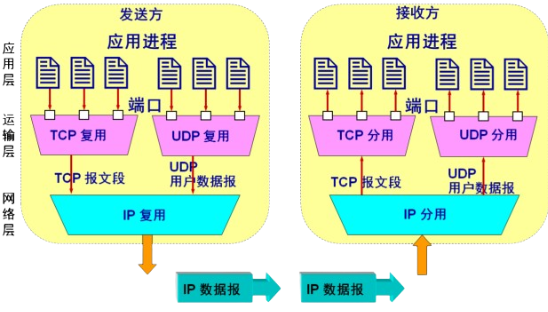 发送方
接收方
应用层
应用进程
应用进程
端口
端口
运输层
TCP 复用
UDP 复用
TCP 分用
UDP 分用
TCP 报文段
UDP
用户数据报
TCP 报文段
UDP
用户数据报
网络层
IP 复用
IP 分用
IP 数据报
IP 数据报